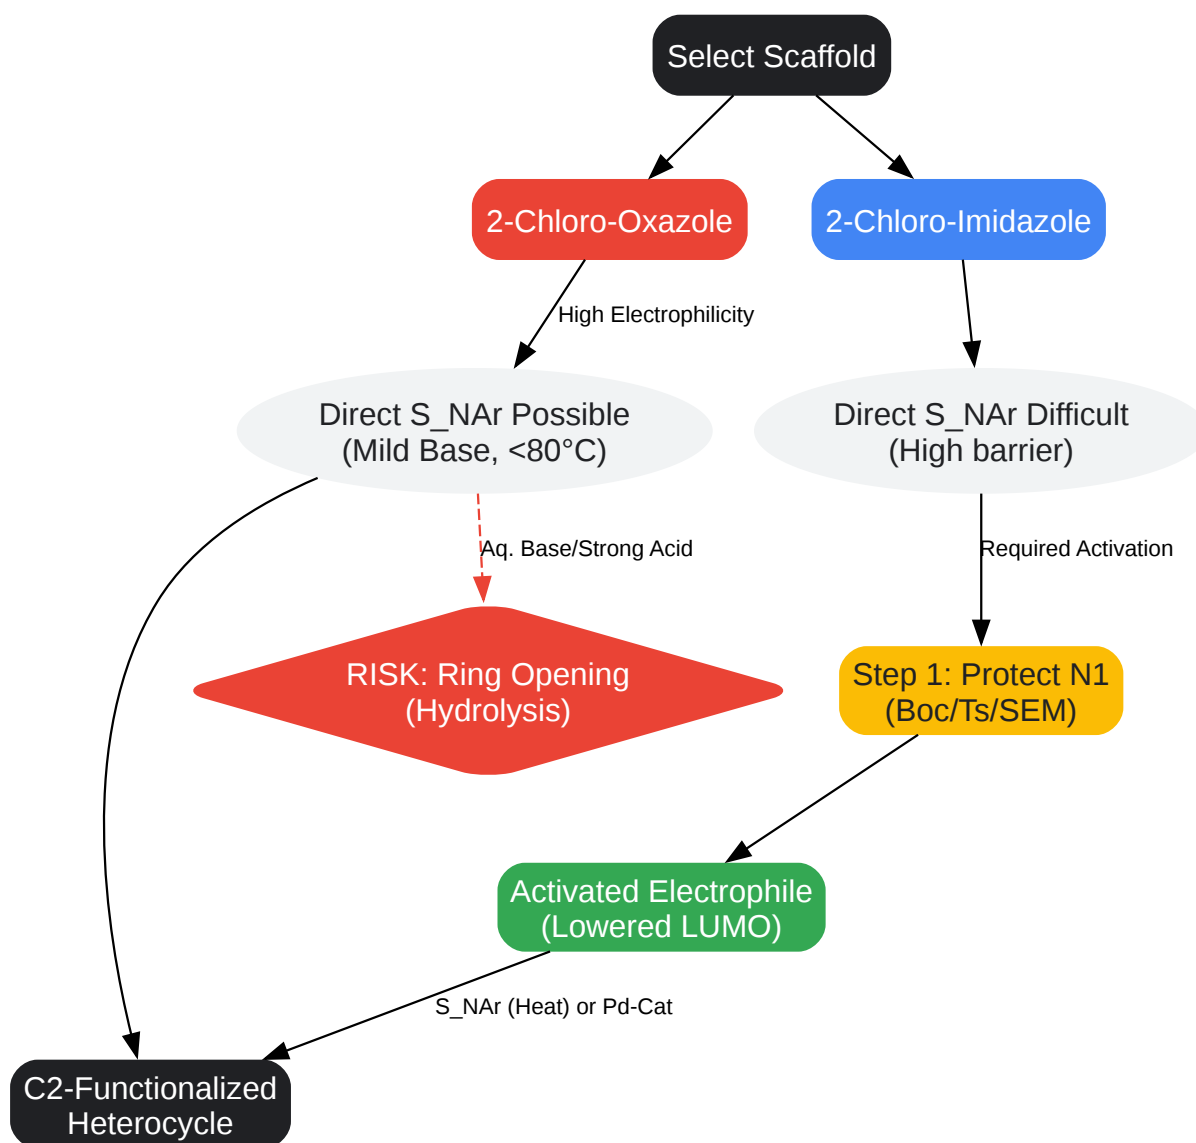 Select Scaffold
2-Chloro-Oxazole
2-Chloro-Imidazole
High Electrophilicity
Direct S_NAr Possible
(Mild Base, <80°C)
Direct S_NAr Difficult
(High barrier)
Aq. Base/Strong Acid
Required Activation
RISK: Ring Opening
(Hydrolysis)
Step 1: Protect N1
(Boc/Ts/SEM)
Activated Electrophile
(Lowered LUMO)
S_NAr (Heat) or Pd-Cat
C2-Functionalized
Heterocycle